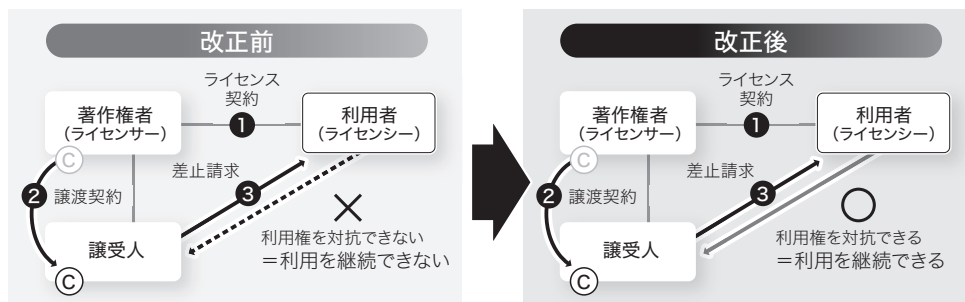 改正前
ライセンス
契約
著作権者
(ライセンサー)
❶
利用者
(ライセンシー)
Ⓒ
差止請求
❷ 譲渡契約
❸
×
利用権を対抗できない
＝利用を継続できない
譲受人
Ⓒ
改正後
ライセンス
契約
著作権者
(ライセンサー)
❶
利用者
(ライセンシー)
Ⓒ
差止請求
❷ 譲渡契約
❸
○
利用権を対抗できる
＝利用を継続できる
譲受人
Ⓒ